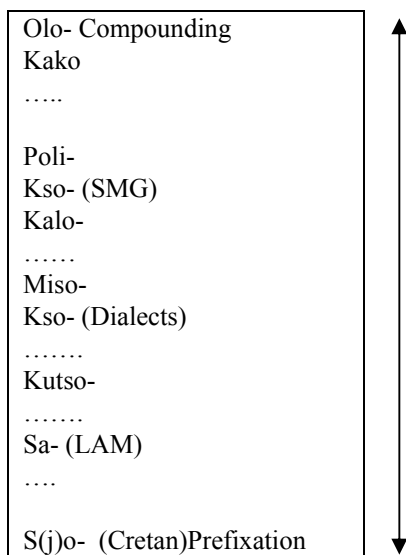 Olo- Compounding
Kako
…..
Poli-
Kso- (SMG)
Kalo-
……
Miso-
Kso- (Dialects)
…….
Kutso-
…….
Sa- (LAM)
….
S(j)o- (Cretan)Prefixation